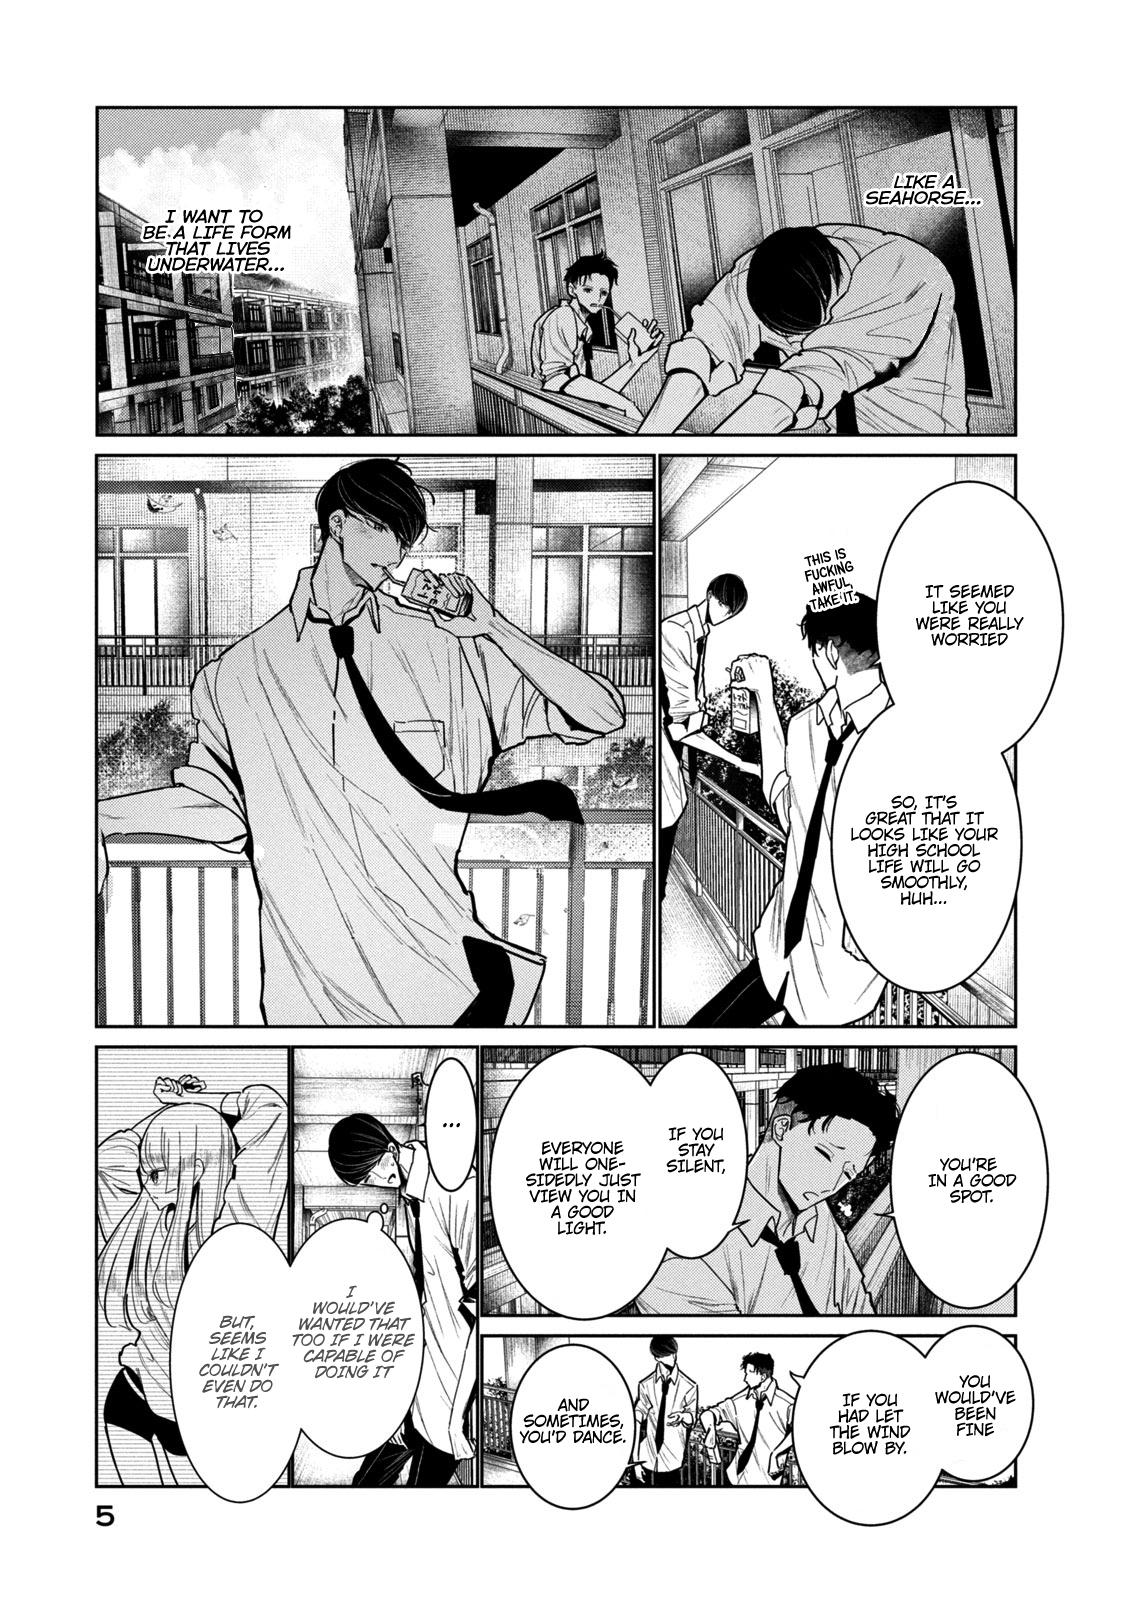 LIKE A
SEAHORSE...
I WANT TO
BE A LIFE FORM
THAT LIVES
UNDERWATER...
IT SEEMED
LIKE YOU
WERE REALLY
WORRIED
THIS IS
FUCKING
AWFUL,
TAKE IT.
SO, IT'S
GREAT THAT IT
LOOKS LIKE YOUR
HIGH SCHOOL
LIFE WILL GO
SMOOTHLY,
HUH...
YOU'RE
IN A GOOD
SPOT.
IF YOU
STAY
SILENT,
EVERYONE
WILL ONE-
SIDEDLY JUST
VIEW YOU IN
A GOOD
LIGHT.
YOU
WOULD'VE
BEEN
FINE
IF YOU
HAD LET
THE WIND
BLOW BY.
AND
SOMETIMES,
YOU'D DANCE.
...
I
WOULD'VE
WANTED THAT
TOO IF I WERE
CAPABLE OF
DOING IT
BUT,
SEEMS
LIKE I
COULDN'T
EVEN DO
THAT.
5